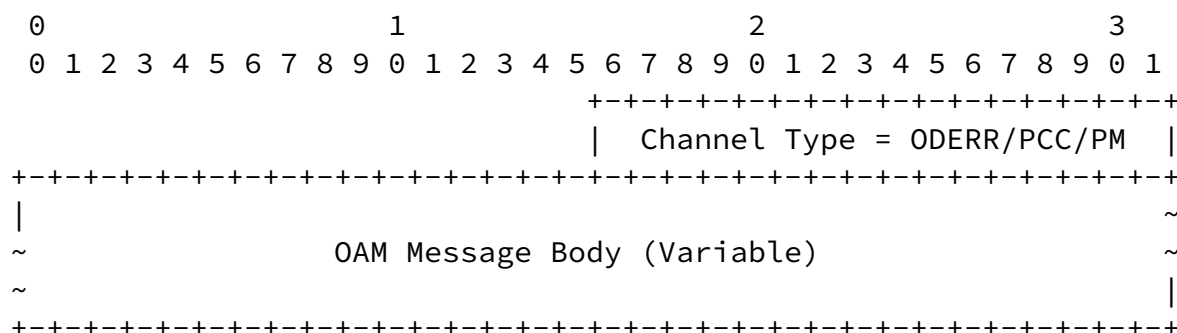 0                   1                   2                   3
 0 1 2 3 4 5 6 7 8 9 0 1 2 3 4 5 6 7 8 9 0 1 2 3 4 5 6 7 8 9 0 1
                                +-+-+-+-+-+-+-+-+-+-+-+-+-+-+-+-+
                                |  Channel Type = ODERR/PCC/PM  |
+-+-+-+-+-+-+-+-+-+-+-+-+-+-+-+-+-+-+-+-+-+-+-+-+-+-+-+-+-+-+-+-+
|                                                               ~
~                 OAM Message Body (Variable)                   ~
~                                                               |
+-+-+-+-+-+-+-+-+-+-+-+-+-+-+-+-+-+-+-+-+-+-+-+-+-+-+-+-+-+-+-+-+